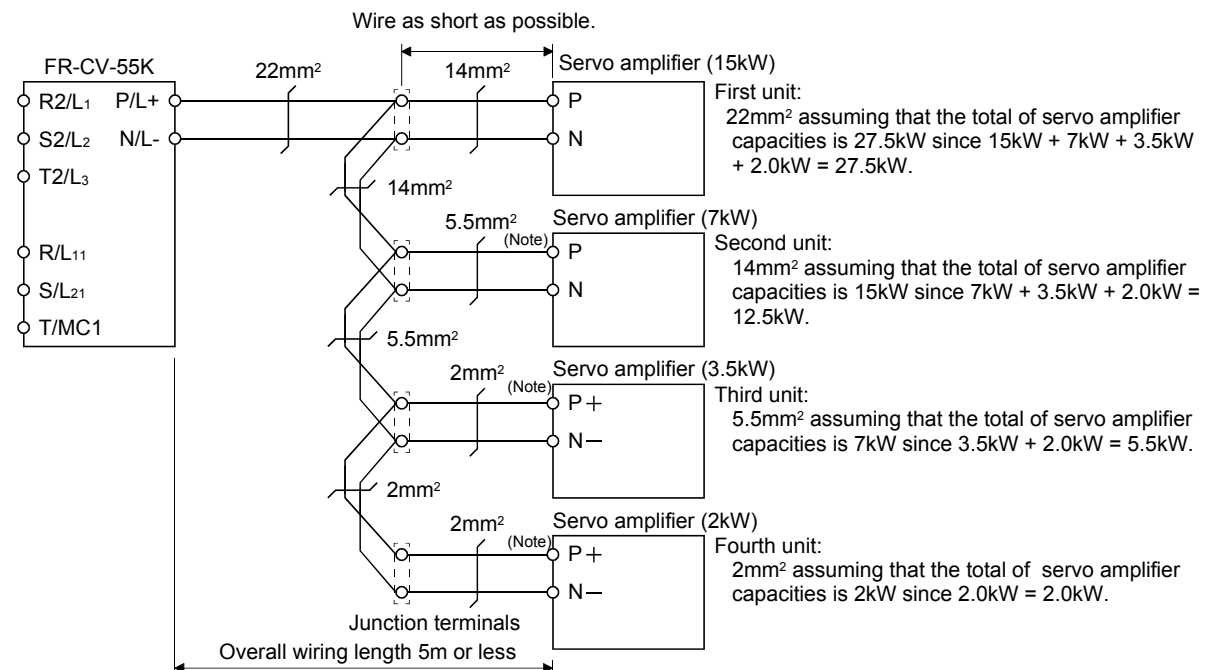 Wire as short as possible.
FR-CV-55K
22mm²
14mm²
Servo amplifier (15kW)
R2/L1 P/L+
S2/L2 N/L-
T2/L3
R/L11
S/L21
T/MC1
P
N
First unit:
22mm² assuming that the total of servo amplifier
capacities is 27.5kW since 15kW + 7kW + 3.5kW
+ 2.0kW = 27.5kW.
14mm²
5.5mm²
(Note)
Servo amplifier (7kW)
P
N
Second unit:
14mm² assuming that the total of servo amplifier
capacities is 15kW since 7kW + 3.5kW + 2.0kW =
12.5kW.
5.5mm²
2mm²
(Note)
Servo amplifier (3.5kW)
P+
N−
Third unit:
5.5mm² assuming that the total of servo amplifier
capacities is 7kW since 3.5kW + 2.0kW = 5.5kW.
2mm²
2mm²
(Note)
Servo amplifier (2kW)
P+
N−
Fourth unit:
2mm² assuming that the total of servo amplifier
capacities is 2kW since 2.0kW = 2.0kW.
Junction terminals
Overall wiring length 5m or less